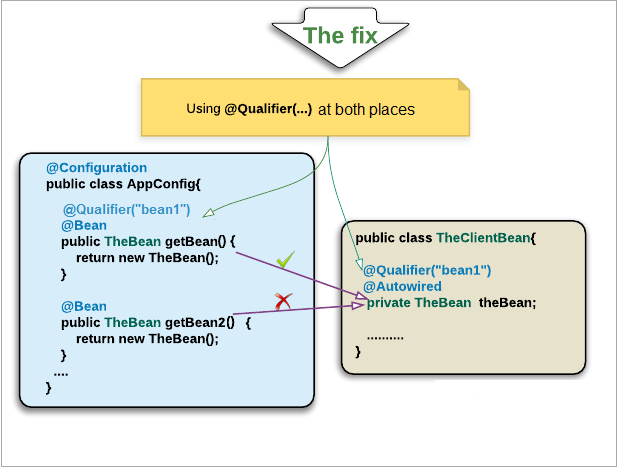 The fix
Using @Qualifier(...) at both places
@Configuration
public class AppConfig{
@Qualifier("bean1")
@Bean
public TheBean getBean() {
return new TheBean();
}
@Bean
public TheBean getBean2() {
return new TheBean();
}
....
}
public class TheClientBean{
@Qualifier("bean1")
@Autowired
private TheBean theBean;
..........
}